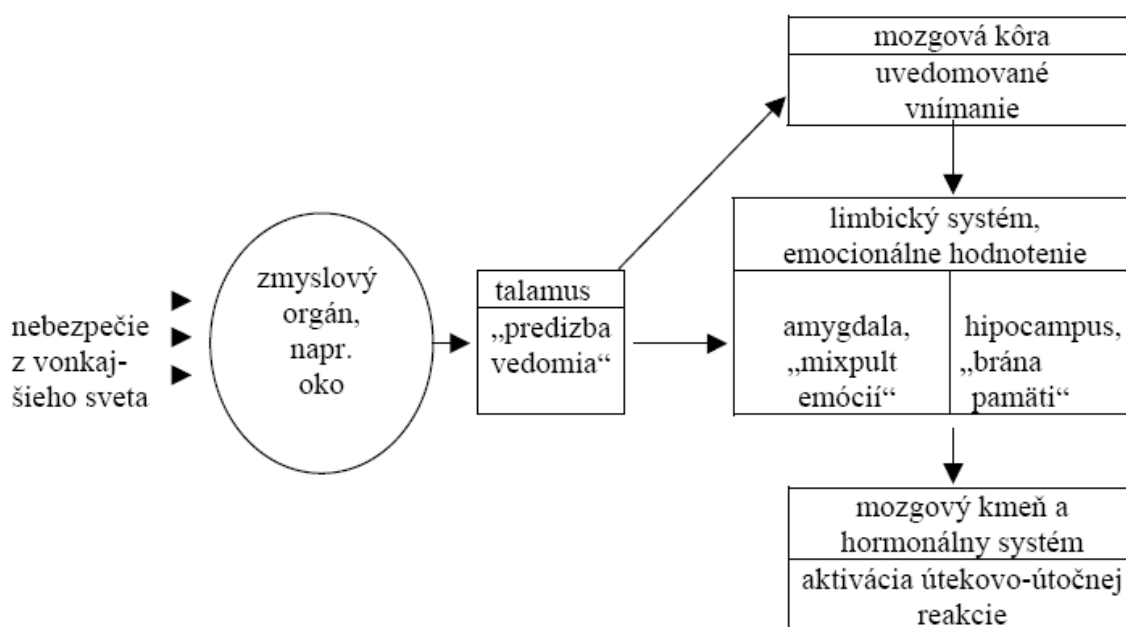 mozgová kôra
uvedomované
vnímanie
nebezpečie
z vonkaj-
šieho sveta
zmyslový
orgán,
napr.
oko
talamus
„predizba
vedomia“
limbický systém,
emocionálne hodnotenie
amygdala,
„mixpult
emócií“
hipocampus,
„brána
pamäti“
mozgový kmeň a
hormonálny systém
aktivácia útekovo-útočnej
reakcie